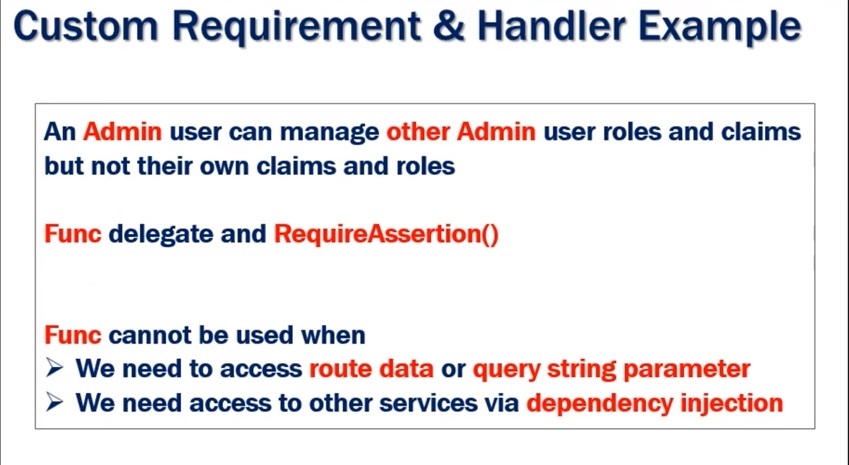 Custom Requirement & Handler Example
An Admin user can manage other Admin user roles and claims
but not their own claims and roles
Func delegate and RequireAssertion()
Func cannot be used when
➢ We need to access route data or query string parameter
➢ We need access to other services via dependency injection